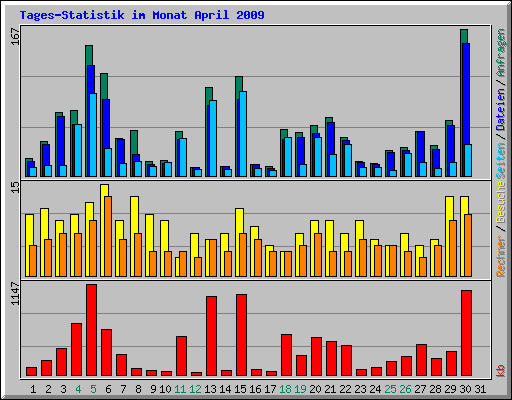 Tages-Statistik im Monat April 2009
167
15
1147
Rechner / Besuche Seiten / Dateien / Anfragen
kb
1 2 3 4 5 6 7 8 9 10 11 12 13 14 15 16 17 18 19 20 21 22 23 24 25 26 27 28 29 30 31